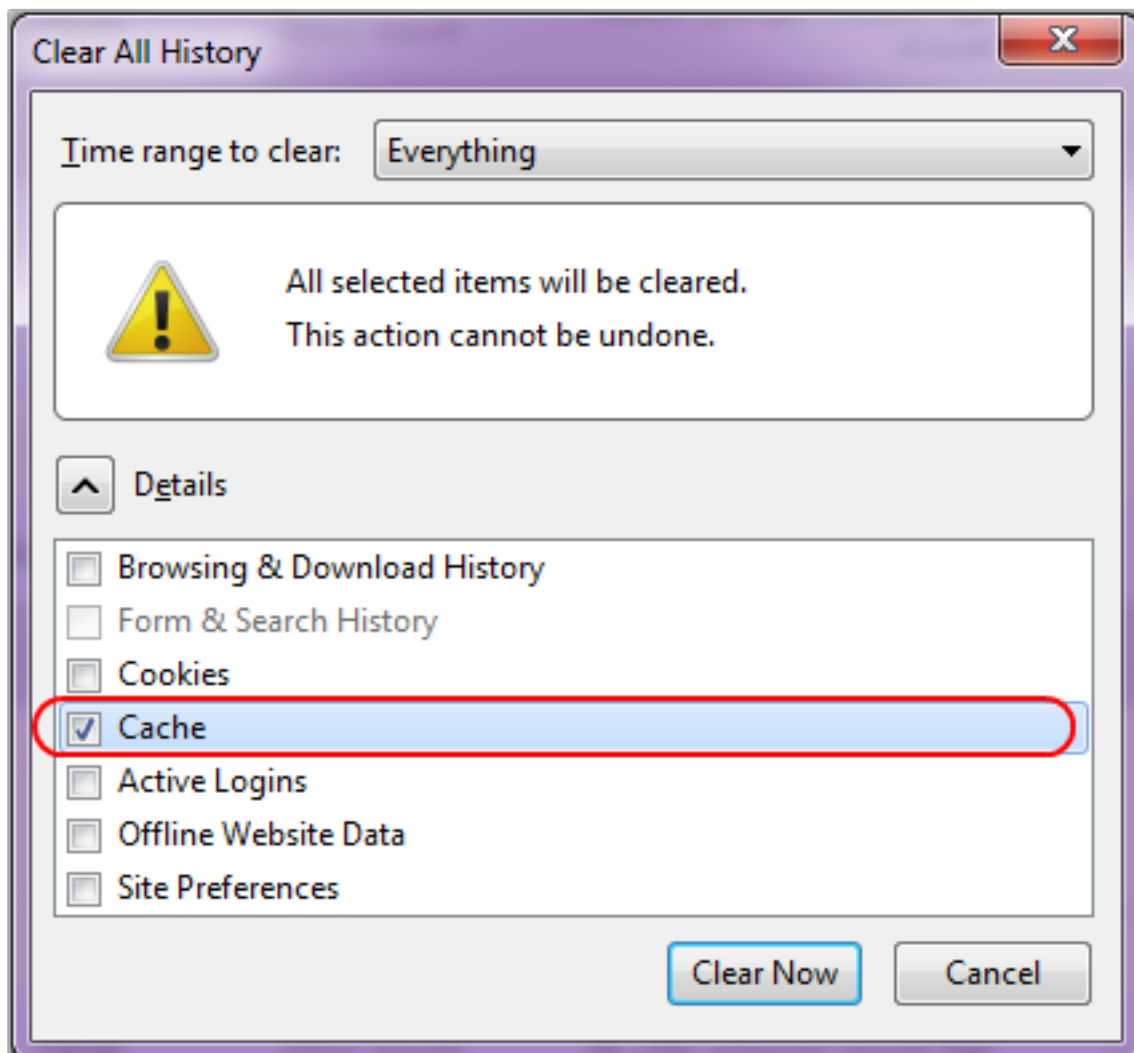 Clear All History
Time range to clear: Everything
All selected items will be cleared.
This action cannot be undone.
Details
Browsing & Download History
Form & Search History
Cookies
Cache
Active Logins
Offline Website Data
Site Preferences
Clear Now Cancel